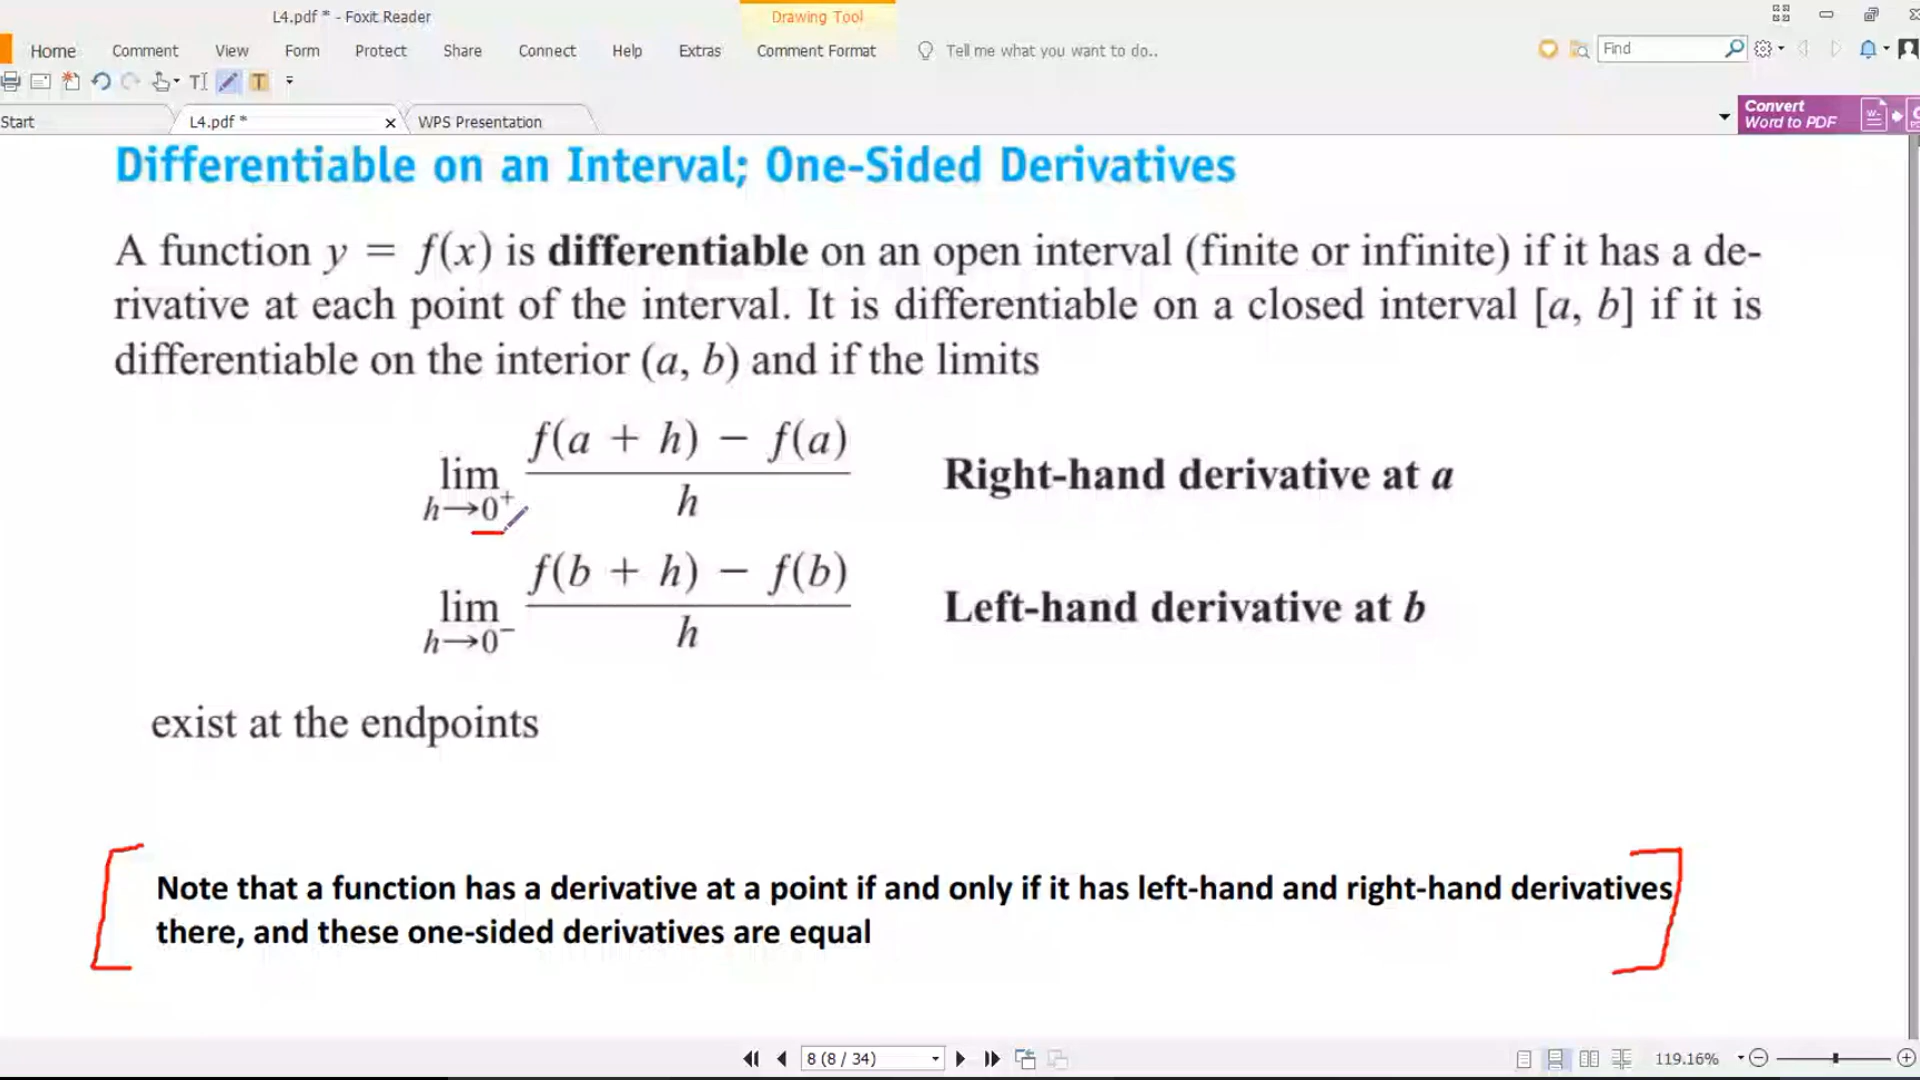 L4.pdf * - Foxit Reader
Drawing Tool
Home Comment View Form Protect Share Connect Help Extras Comment Format Tell me what you want to do.. Find
Start L4.pdf * WPS Presentation
Convert
Word to PDF
Differentiable on an Interval; One-Sided Derivatives
A function y = f(x) is differentiable on an open interval (finite or infinite) if it has a de-
rivative at each point of the interval. It is differentiable on a closed interval [a, b] if it is
differentiable on the interior (a, b) and if the limits
lim h→0⁺ (f(a + h) − f(a)) / h Right-hand derivative at a
lim h→0⁻ (f(b + h) − f(b)) / h Left-hand derivative at b
exist at the endpoints
Note that a function has a derivative at a point if and only if it has left-hand and right-hand derivatives
there, and these one-sided derivatives are equal
8 (8 / 34) 119.16%